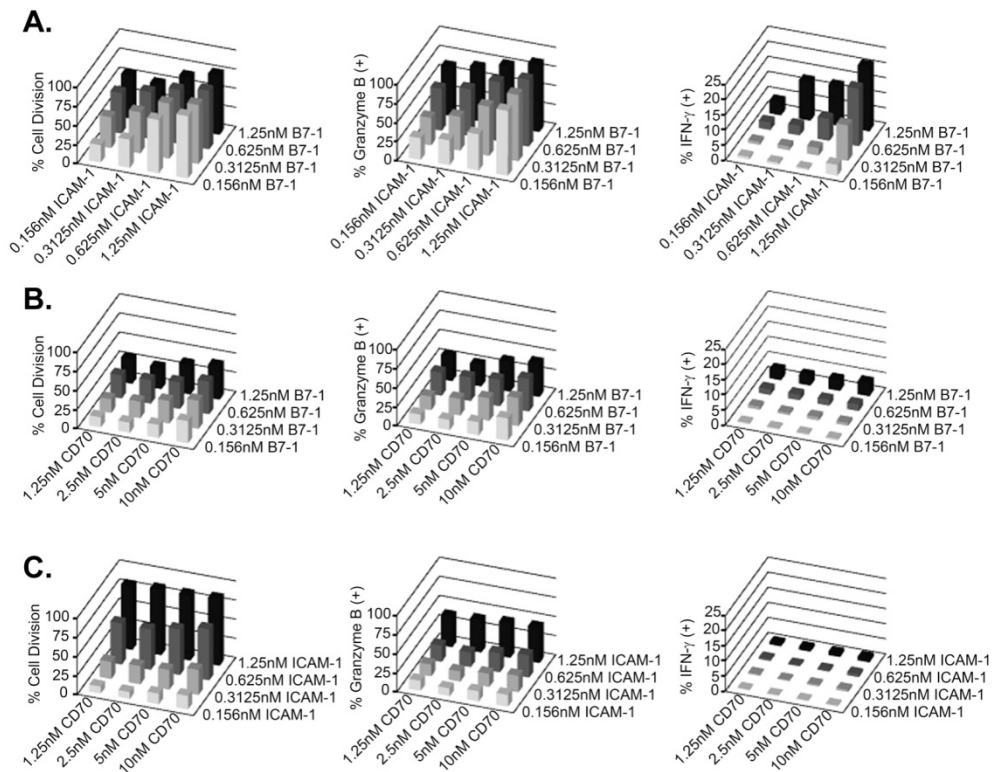 A.
% Cell Division
100
75
50
25
0
0.156nM ICAM-1
0.3125nM ICAM-1
0.625nM ICAM-1
1.25nM ICAM-1
1.25nM B7-1
0.625nM B7-1
0.3125nM B7-1
0.156nM B7-1
% Granzyme B (+)
100
75
50
25
0
0.156nM ICAM-1
0.3125nM ICAM-1
0.625nM ICAM-1
1.25nM ICAM-1
1.25nM B7-1
0.625nM B7-1
0.3125nM B7-1
0.156nM B7-1
% IFN-γ (+)
25
20
15
10
5
0
0.156nM ICAM-1
0.3125nM ICAM-1
0.625nM ICAM-1
1.25nM ICAM-1
1.25nM B7-1
0.625nM B7-1
0.3125nM B7-1
0.156nM B7-1
B.
% Cell Division
100
75
50
25
0
1.25nM CD70
2.5nM CD70
5nM CD70
10nM CD70
1.25nM B7-1
0.625nM B7-1
0.3125nM B7-1
0.156nM B7-1
% Granzyme B (+)
100
75
50
25
0
1.25nM CD70
2.5nM CD70
5nM CD70
10nM CD70
1.25nM B7-1
0.625nM B7-1
0.3125nM B7-1
0.156nM B7-1
% IFN-γ (+)
25
20
15
10
5
0
1.25nM CD70
2.5nM CD70
5nM CD70
10nM CD70
1.25nM B7-1
0.625nM B7-1
0.3125nM B7-1
0.156nM B7-1
C.
% Cell Division
100
75
50
25
0
1.25nM CD70
2.5nM CD70
5nM CD70
10nM CD70
1.25nM ICAM-1
0.625nM ICAM-1
0.3125nM ICAM-1
0.156nM ICAM-1
% Granzyme B (+)
100
75
50
25
0
1.25nM CD70
2.5nM CD70
5nM CD70
10nM CD70
1.25nM ICAM-1
0.625nM ICAM-1
0.3125nM ICAM-1
0.156nM ICAM-1
% IFN-γ (+)
25
20
15
10
5
0
1.25nM CD70
2.5nM CD70
5nM CD70
10nM CD70
1.25nM ICAM-1
0.625nM ICAM-1
0.3125nM ICAM-1
0.156nM ICAM-1